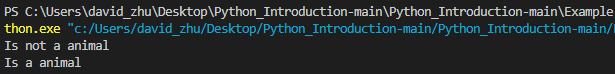 PS C:\Users\david_zhu\Desktop\Python_Introduction-main\Python_Introduction-main\Example
thon.exe "c:/Users/david_zhu/Desktop/Python_Introduction-main/Python_Introduction-main/
Is not a animal
Is a animal